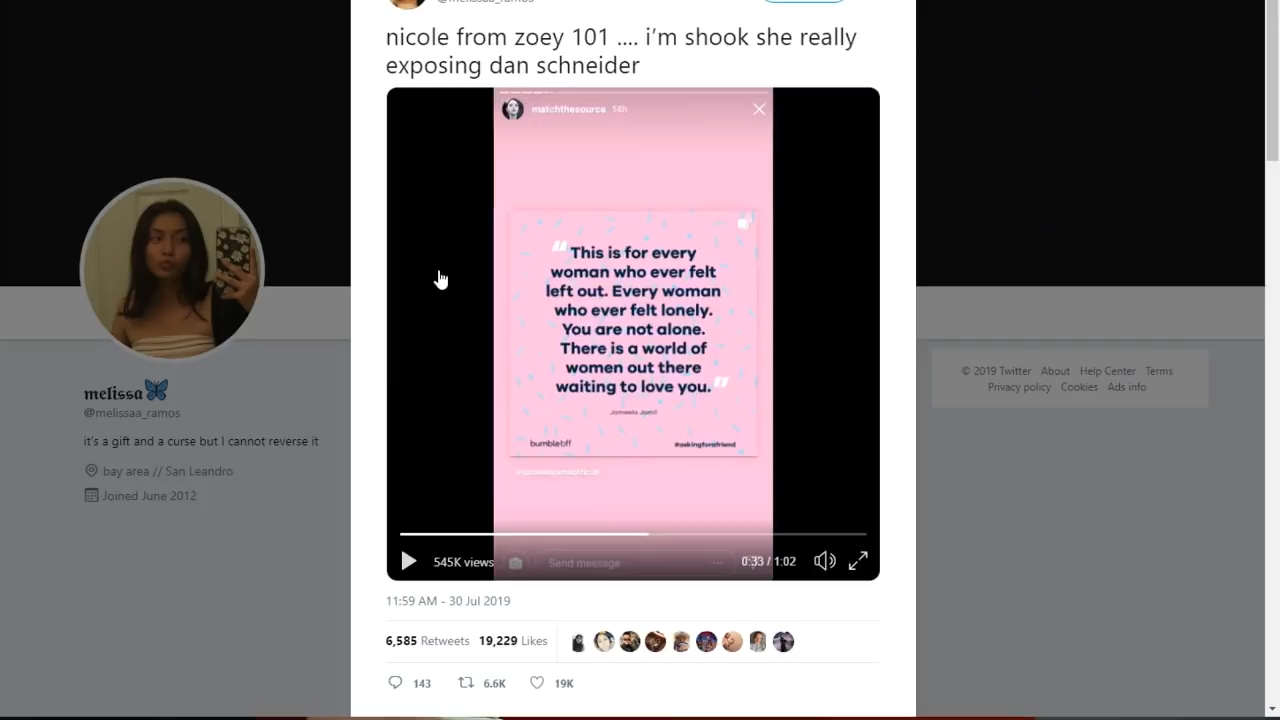 @melissaa_ramos
nicole from zoey 101 .... i'm shook she really
exposing dan schneider
matchthesource 14h
This is for every
woman who ever felt
left out. Every woman
who ever felt lonely.
You are not alone.
There is a world of
women out there
waiting to love you.
Jameela Jamil
bumble bff
#askingforafriend
@jameelajamilofficial
545K views
Send message
0:33 / 1:02
11:59 AM - 30 Jul 2019
6,585 Retweets 19,229 Likes
143 6.6K 19K
melissa
@melissaa_ramos
it's a gift and a curse but I cannot reverse it
bay area // San Leandro
Joined June 2012
© 2019 Twitter About Help Center Terms
Privacy policy Cookies Ads info